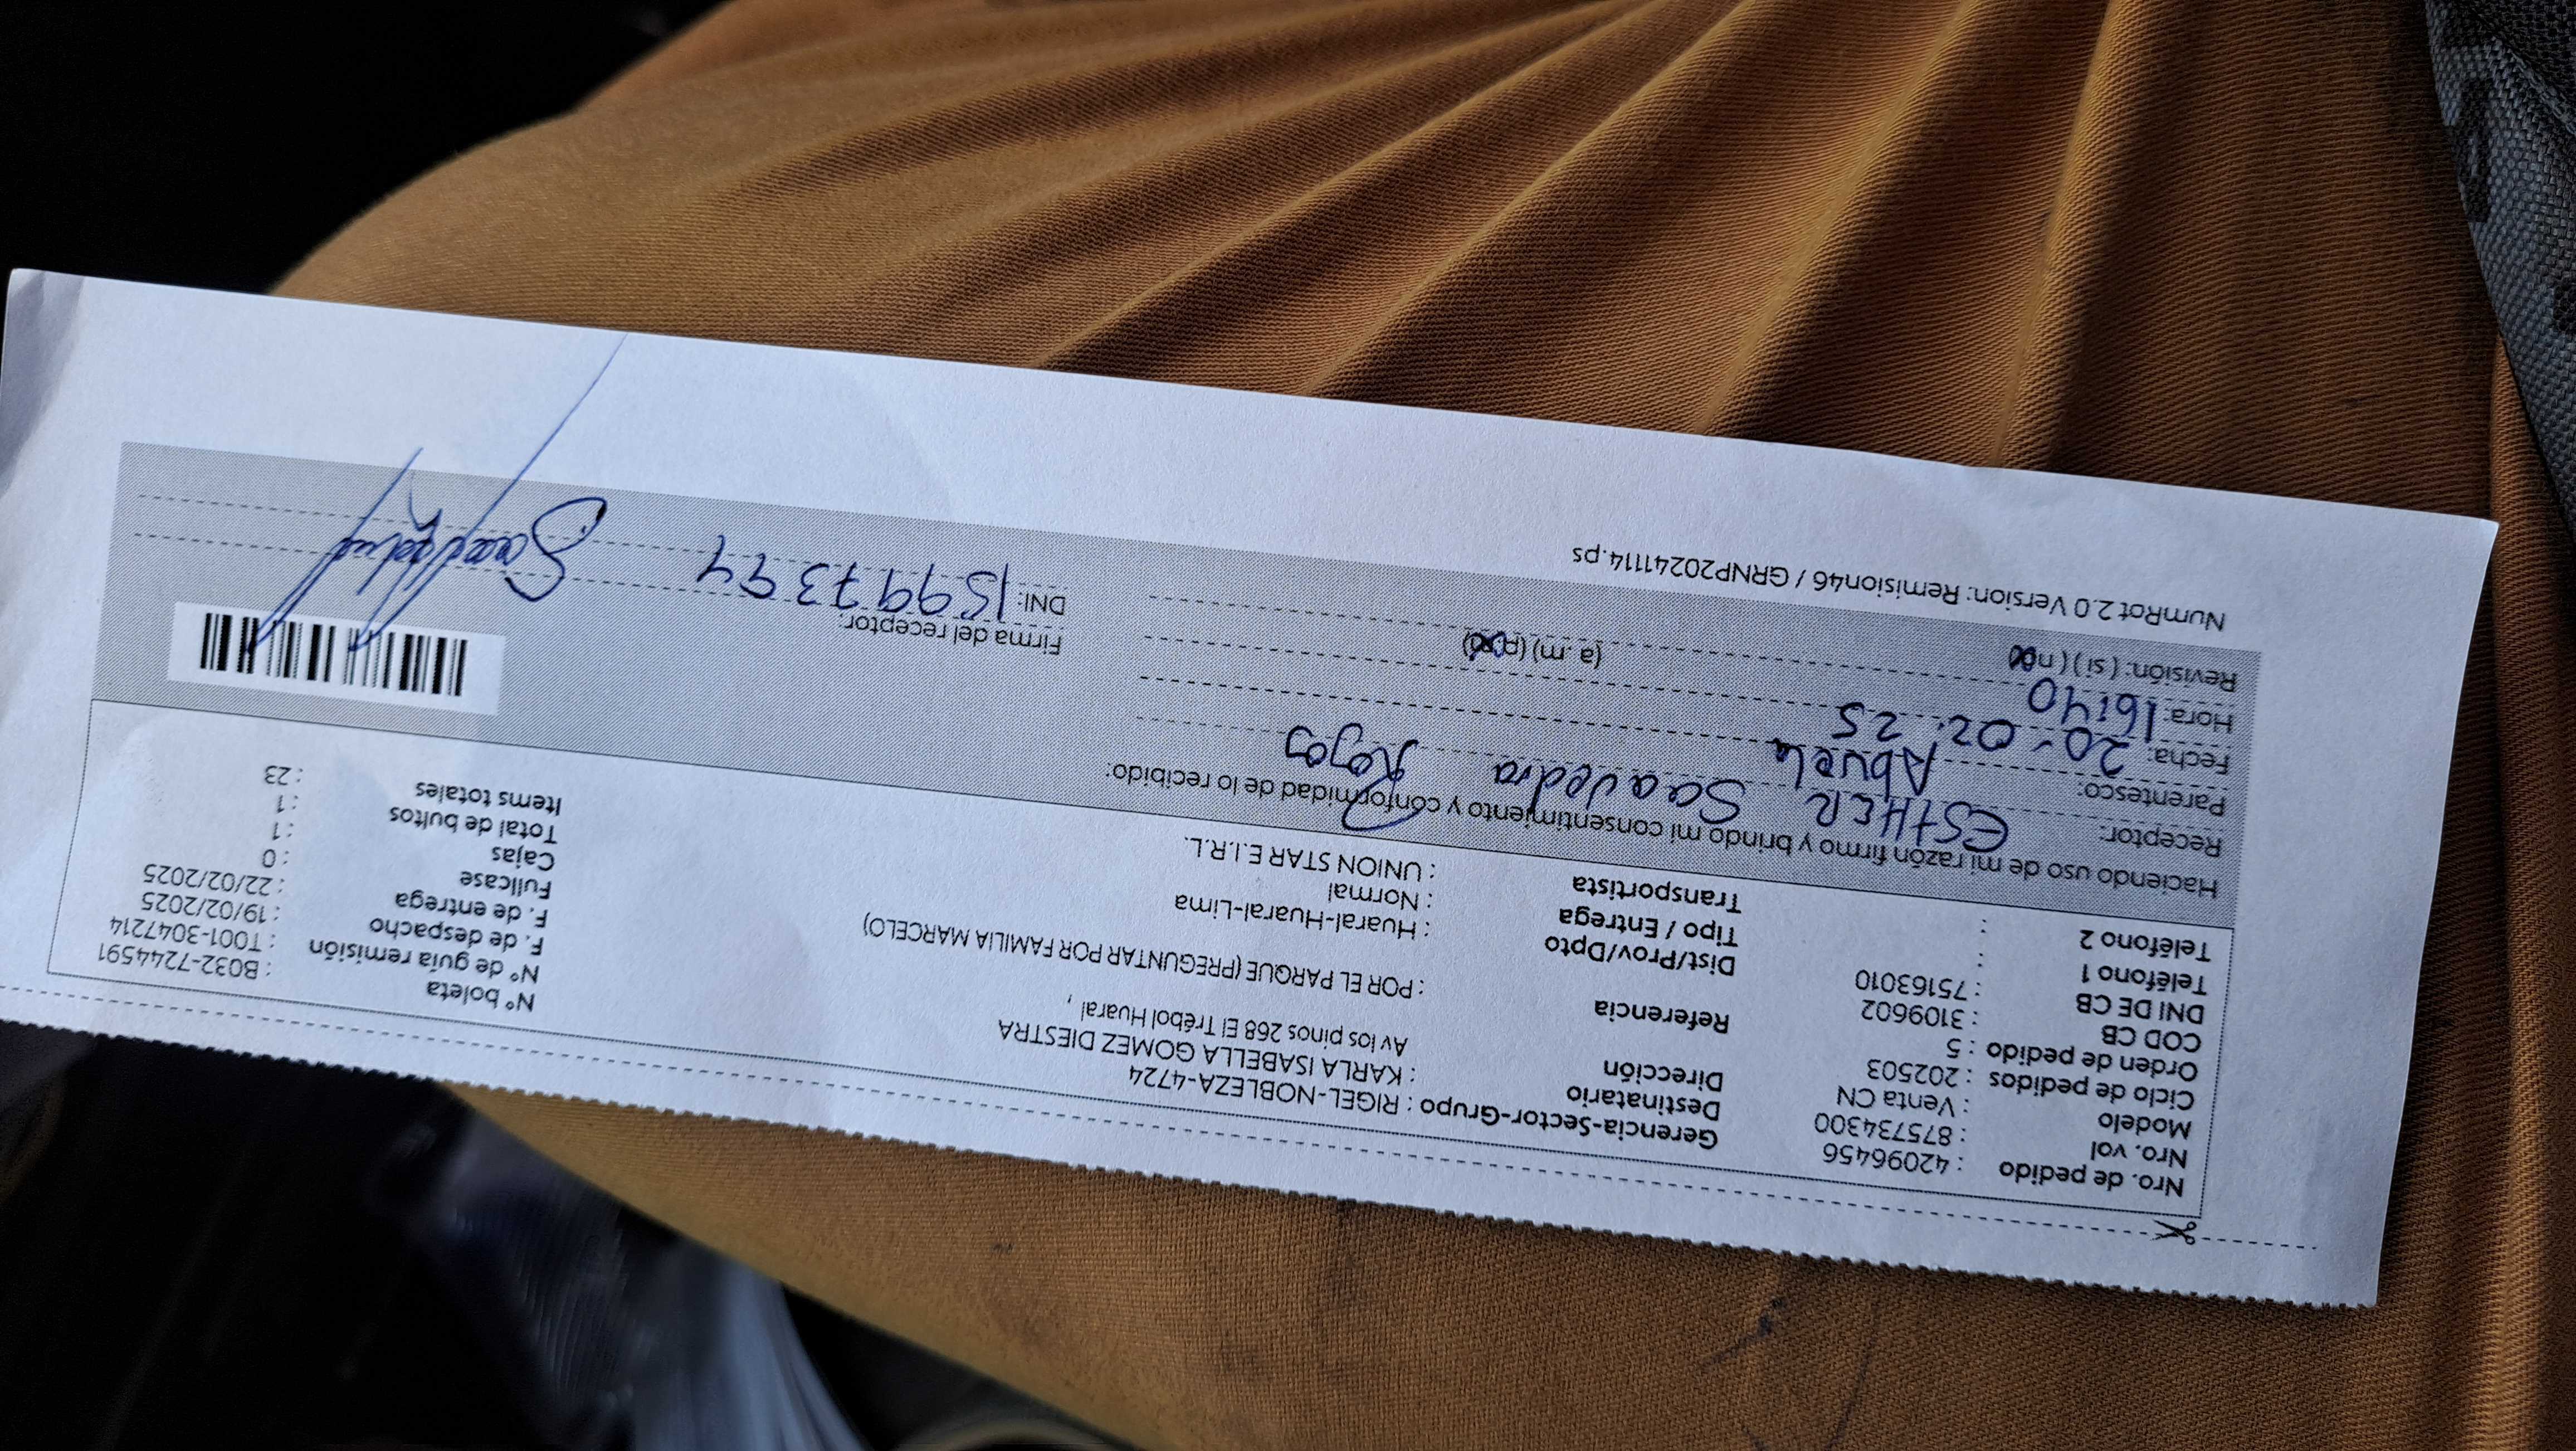 Nro. de pedido : 42096456
Nro. vol : 875734300
Modelo : Venta CN
Ciclo de pedidos : 202503
Orden de pedido : 5
COD CB : 3109602
DNI DE CB : 75163010
Teléfono 1 :
Teléfono 2 :
Gerencia-Sector-Grupo : RIGEL-NOBLEZA-4724
Destinatario : KARLA ISABELLA GOMEZ DIESTRA
Dirección Av los pinos 268 El Trébol Huaral ,
Referencia : POR EL PARQUE (PREGUNTAR POR FAMILIA MARCELO)
Dist/Prov/Dpto : Huaral-Huaral-Lima
Tipo / Entrega : Normal
Transportista : UNION STAR E.I.R.L.
N° boleta : B032-7244591
N° de guía remisión : T001-3047214
F. de despacho : 19/02/2025
F. de entrega : 22/02/2025
Fullcase : 0
Cajas : 1
Total de bultos : 1
Items totales : 23
Haciendo uso de mi razón firmo y brindo mi consentimiento y conformidad de lo recibido:
Receptor: ESTHER Saavedra Rojas
Parentesco: Abuela
Fecha: 20-02-25
Hora: 16:40 (a.m) (p.m)
Revisión: (si) (no)
Firma del receptor:
DNI: 15997394
NumRot 2.0 Version: Remision46 / GRNP20241114.ps